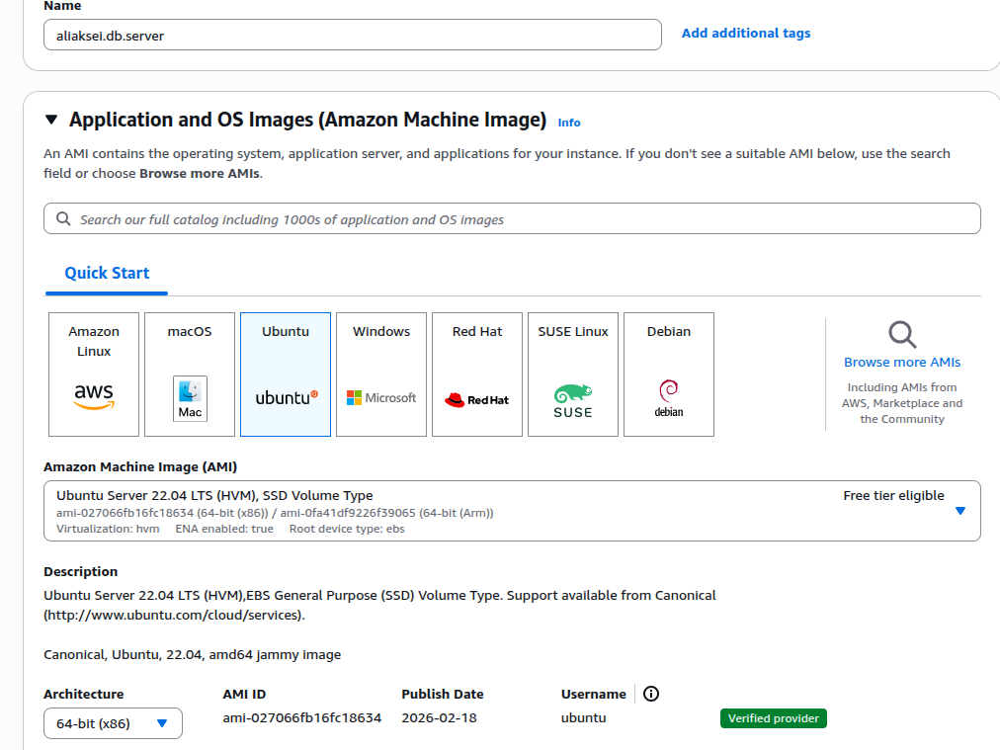 Name
aliaksei.db.server
Add additional tags
Application and OS Images (Amazon Machine Image) Info
An AMI contains the operating system, application server, and applications for your instance. If you don't see a suitable AMI below, use the search
field or choose Browse more AMIs.
Search our full catalog including 1000s of application and OS images
Quick Start
Amazon
Linux
aws
macOS
Mac
Ubuntu
ubuntu
Windows
Microsoft
Red Hat
Red Hat
SUSE Linux
SUSE
Debian
debian
Browse more AMIs
Including AMIs from
AWS, Marketplace and
the Community
Amazon Machine Image (AMI)
Ubuntu Server 22.04 LTS (HVM), SSD Volume Type
Free tier eligible
ami-027066fb16fc18634 (64-bit (x86)) / ami-0fa41df9226f39065 (64-bit (Arm))
Virtualization: hvm ENA enabled: true Root device type: ebs
Description
Ubuntu Server 22.04 LTS (HVM),EBS General Purpose (SSD) Volume Type. Support available from Canonical
(http://www.ubuntu.com/cloud/services).
Canonical, Ubuntu, 22.04, amd64 jammy image
Architecture
64-bit (x86)
AMI ID
ami-027066fb16fc18634
Publish Date
2026-02-18
Username
ubuntu
Verified provider